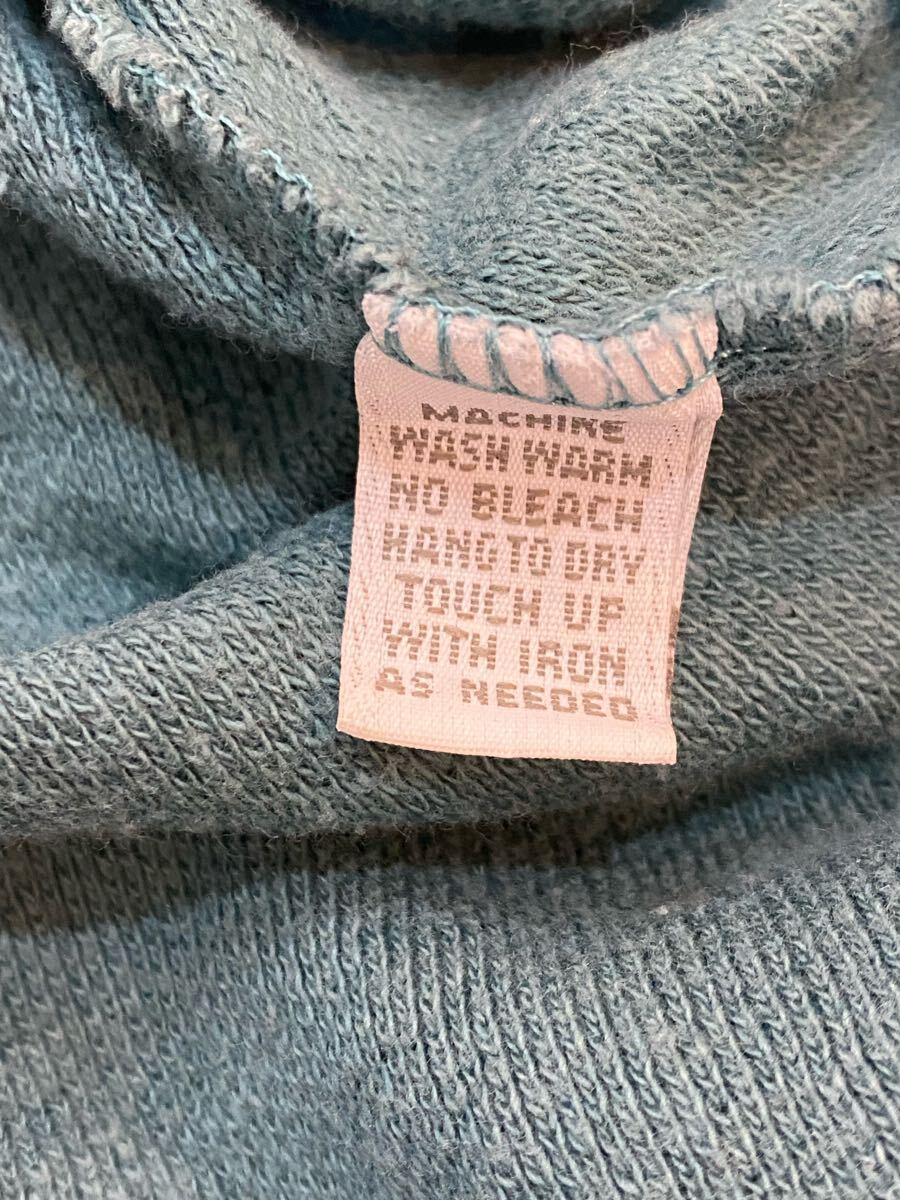 MACHINE
WASH WARM
NO BLEACH
HANG TO DRY
TOUCH UP
WITH IRON
AS NEEDED